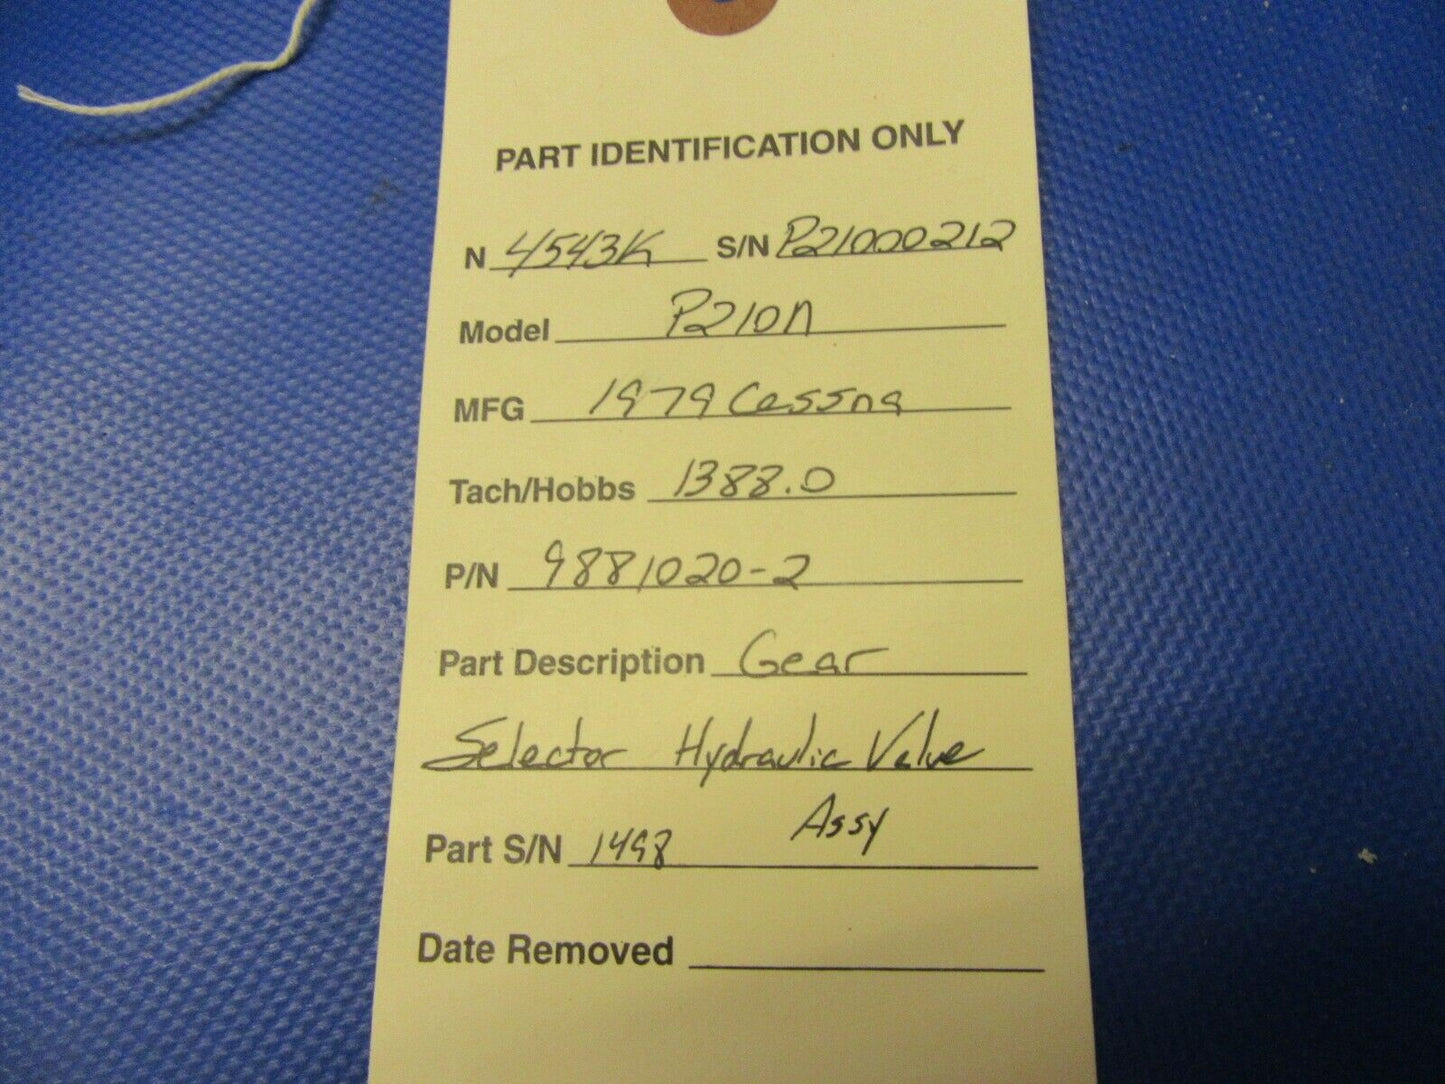 PART IDENTIFICATION ONLY
N 4543K S/N P21000212
Model P210N
MFG 1979 Cessna
Tach/Hobbs 1388.0
P/N 9881020-2
Part Description Gear
Selector Hydraulic Valve
Assy
Part S/N 1498
Date Removed